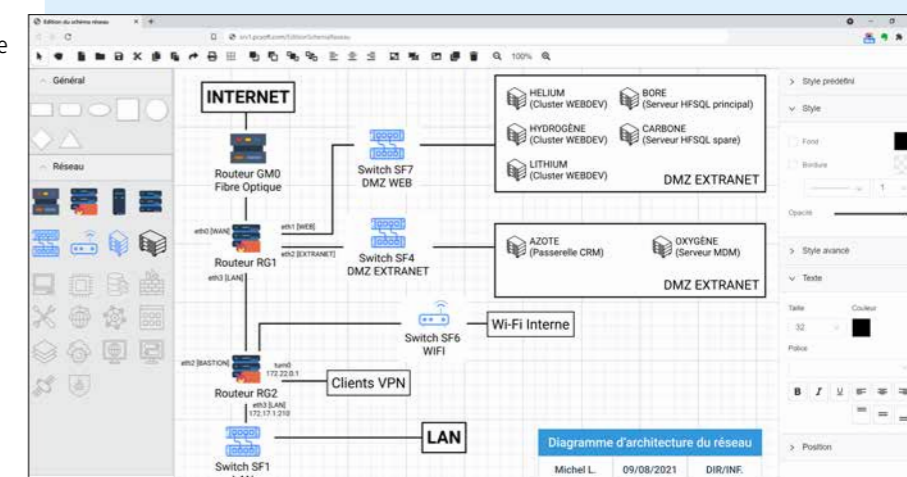 e
Edition du schéma réseau
srv1.pcsoft.com/EditionSchemaReseau
100%
Général
Réseau
INTERNET
Routeur GM0
Fibre Optique
eth0 [WAN]
eth1 [WEB]
eth2 [EXTRANET]
Routeur RG1
eth3 [LAN]
Switch SF7
DMZ WEB
Switch SF4
DMZ EXTRANET
HELIUM
(Cluster WEBDEV)
BORE
(Serveur HFSQL principal)
HYDROGÈNE
(Cluster WEBDEV)
CARBONE
(Serveur HFSQL spare)
LITHIUM
(Cluster WEBDEV)
DMZ EXTRANET
AZOTE
(Passerelle CRM)
OXYGÈNE
(Serveur MDM)
DMZ EXTRANET
Switch SF6
WIFI
Wi-Fi Interne
eth2 [BASTION]
tun0
172.22.0.1
Routeur RG2
Clients VPN
eth3 [LAN]
172.17.1.210
LAN
Switch SF1
Diagramme d'architecture du réseau
Michel L. 09/08/2021 DIR/INF.
Style prédéfini
Style
Fond
Bordure
1
Opacité
Style avancé
Texte
Taille Couleur
32
Police
B I U
Position